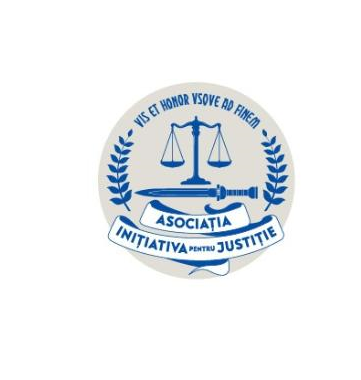 VIS ET HONOR VSQVE AD FINEM
ASOCIAȚIA
INIȚIATIVA PENTRU JUSTIȚIE